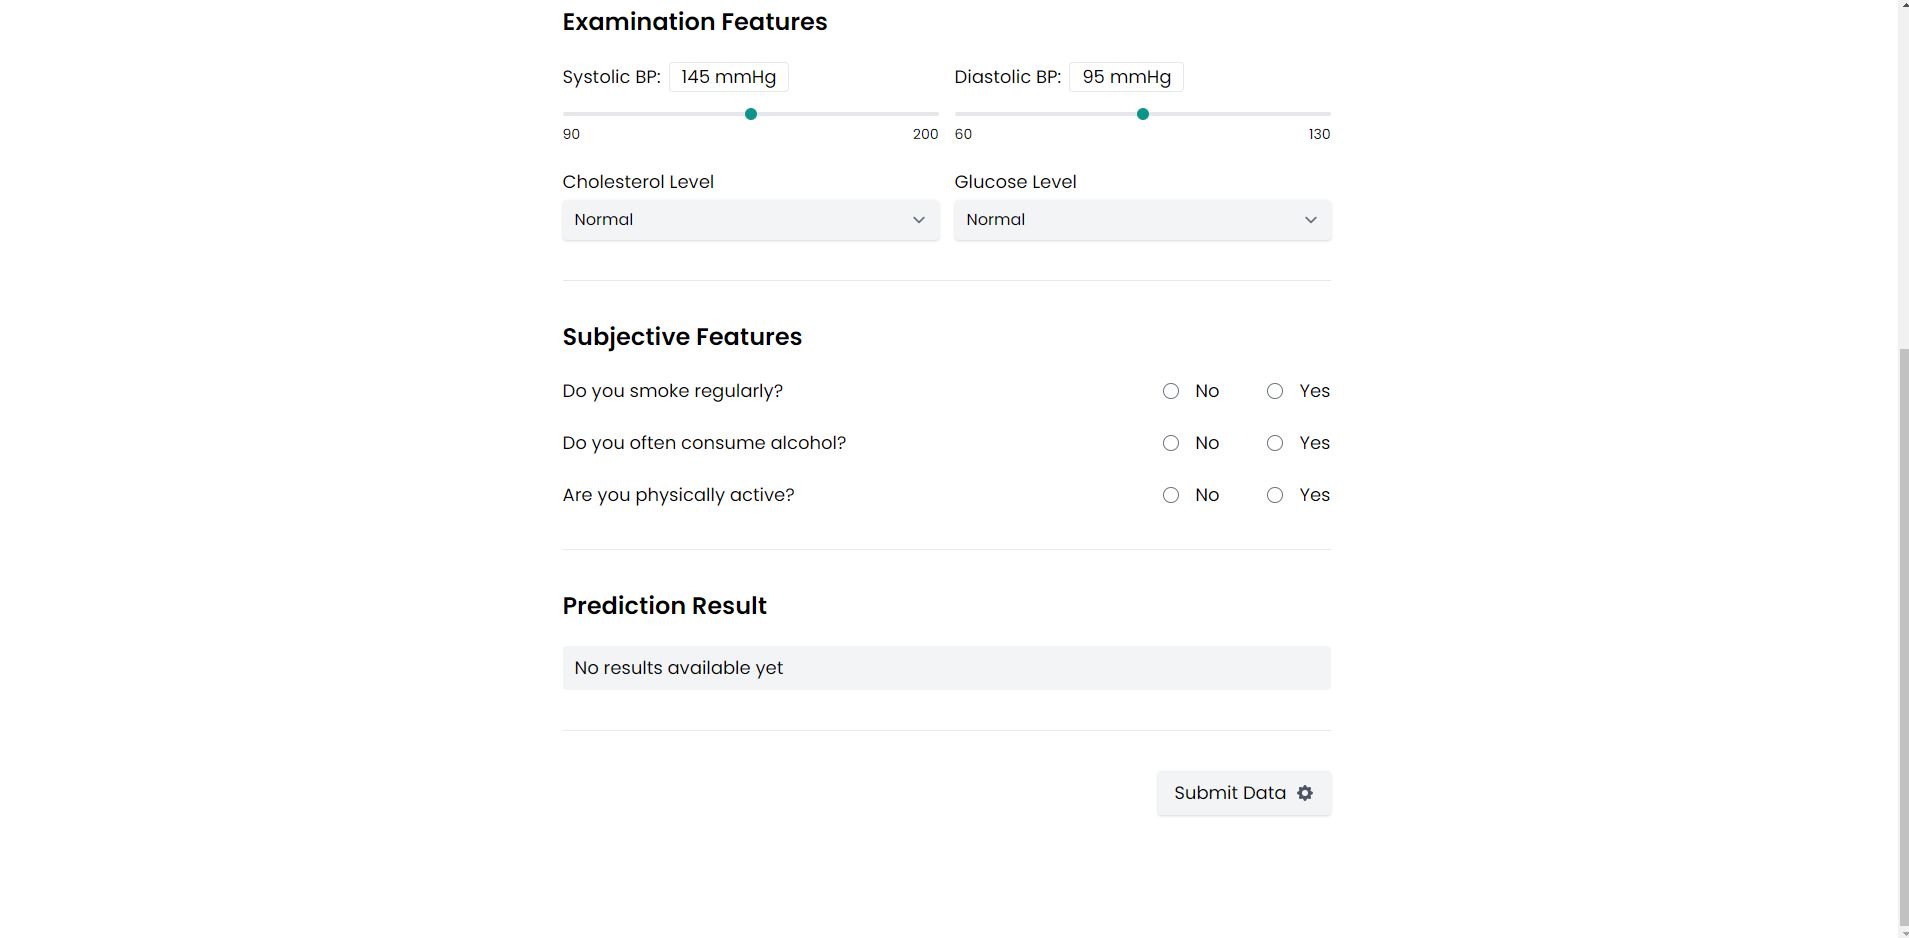 Examination Features
Systolic BP: 145 mmHg Diastolic BP: 95 mmHg
90 200 60 130
Cholesterol Level Glucose Level
Normal Normal
Subjective Features
Do you smoke regularly? No Yes
Do you often consume alcohol? No Yes
Are you physically active? No Yes
Prediction Result
No results available yet
Submit Data